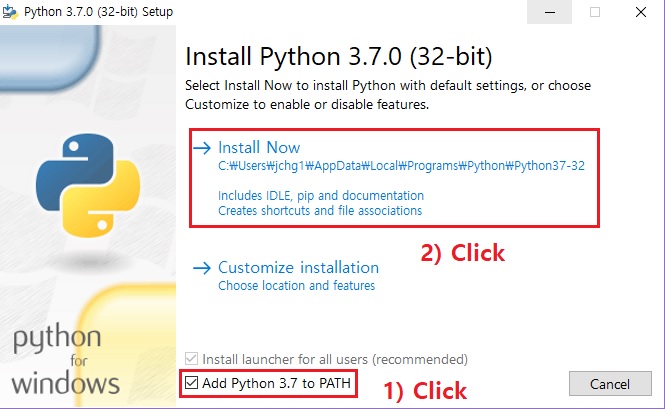 Python 3.7.0 (32-bit) Setup
Install Python 3.7.0 (32-bit)
Select Install Now to install Python with default settings, or choose
Customize to enable or disable features.
Install Now
C:₩Users₩jchg1₩AppData₩Local₩Programs₩Python₩Python37-32
Includes IDLE, pip and documentation
Creates shortcuts and file associations
2) Click
Customize installation
Choose location and features
python
for
windows
Install launcher for all users (recommended)
Add Python 3.7 to PATH
1) Click
Cancel